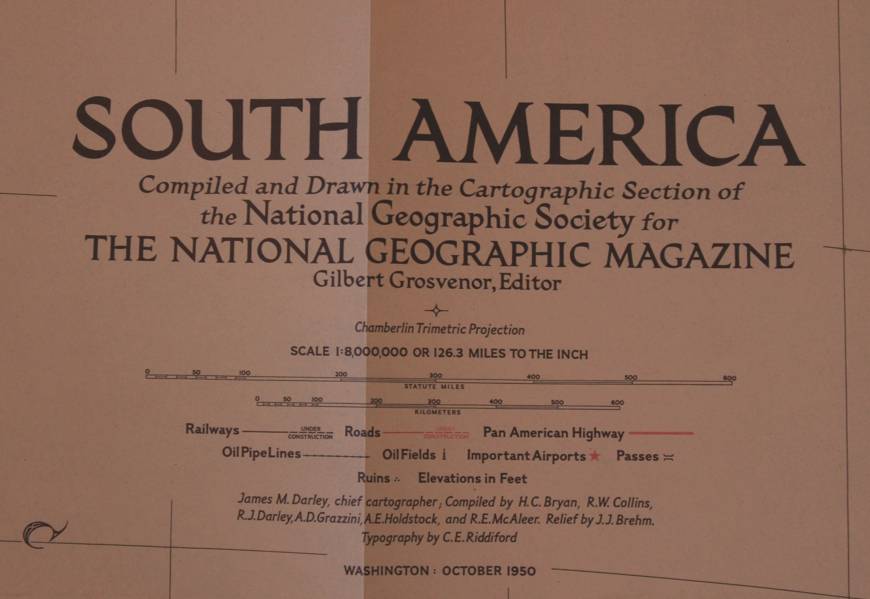 SOUTH AMERICA
Compiled and Drawn in the Cartographic Section of
the National Geographic Society for
THE NATIONAL GEOGRAPHIC MAGAZINE
Gilbert Grosvenor, Editor
Chamberlin Trimetric Projection
SCALE 1:8,000,000 OR 126.3 MILES TO THE INCH
0 50 100 200 300 400 500 600
STATUTE MILES
0 50 100 200 300 400 500 600
KILOMETERS
Railways UNDER CONSTRUCTION Roads UNDER CONSTRUCTION Pan American Highway
Oil Pipe Lines Oil Fields Important Airports Passes
Ruins Elevations in Feet
James M. Darley, chief cartographer; Compiled by H.C. Bryan, R.W. Collins,
R.J. Darley, A.D. Grazzini, A.E. Holdstock, and R.E. McAleer. Relief by J.J. Brehm.
Typography by C.E. Riddiford
WASHINGTON : OCTOBER 1950